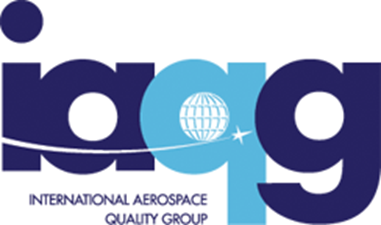 iaqg
INTERNATIONAL AEROSPACE
QUALITY GROUP